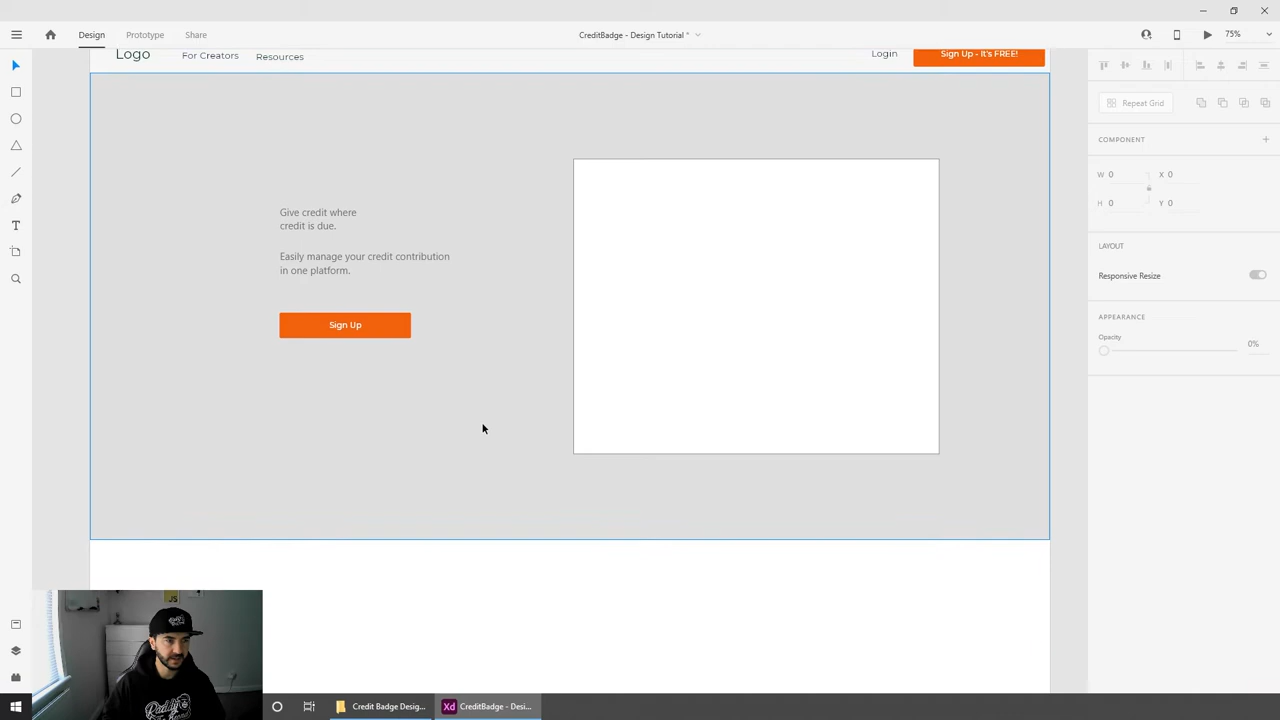 Design
Prototype
Share
CreditBadge - Design Tutorial *
75%
Logo
For Creators
Resources
Login
Sign Up - It's FREE!
Repeat Grid
COMPONENT
W 0
X 0
H 0
Y 0
LAYOUT
Responsive Resize
APPEARANCE
Opacity
0%
Give credit where
credit is due.
Easily manage your credit contribution
in one platform.
Sign Up
JS
Credit Badge Desig...
Xd
CreditBadge - Desi...